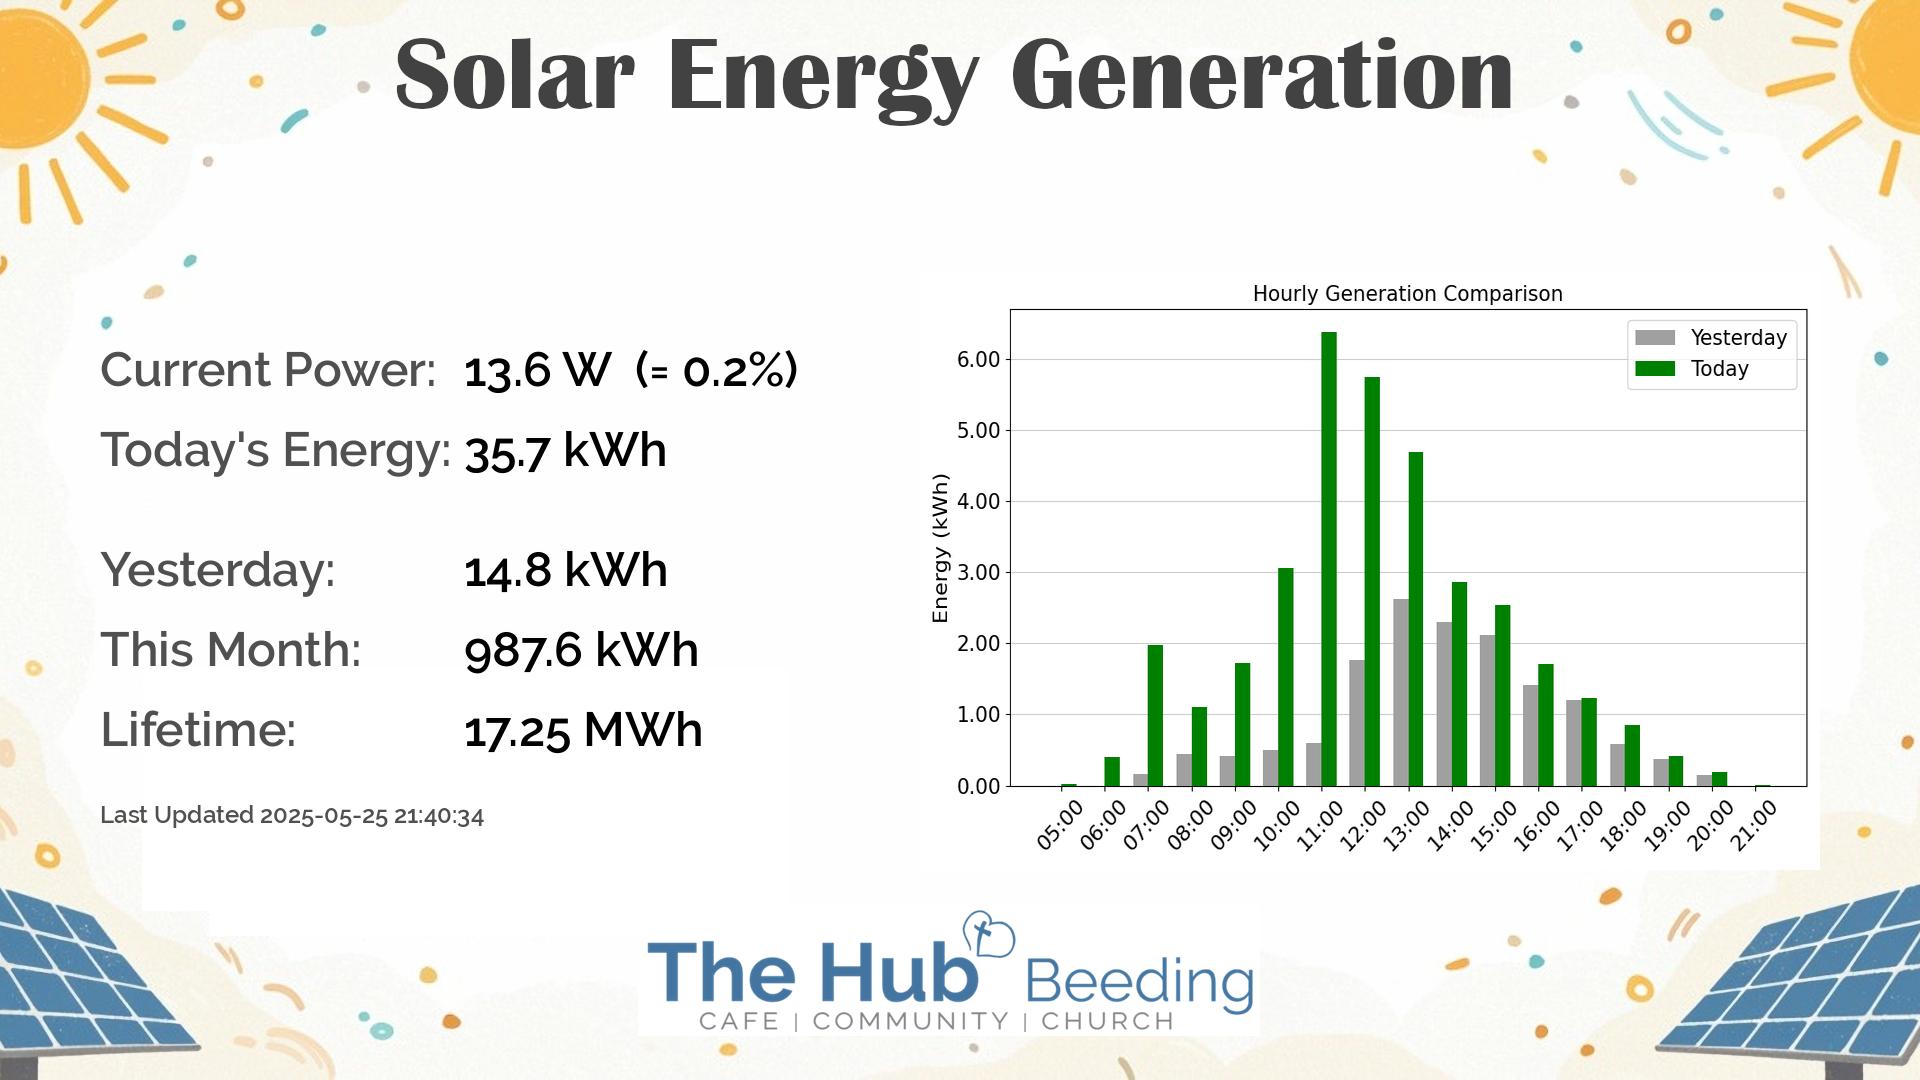 Solar Energy Generation
Current Power: 13.6 W (= 0.2%)
Today's Energy: 35.7 kWh
Yesterday: 14.8 kWh
This Month: 987.6 kWh
Lifetime: 17.25 MWh
Last Updated 2025-05-25 21:40:34
Hourly Generation Comparison
Yesterday
Today
Energy (kWh)
6.00
5.00
4.00
3.00
2.00
1.00
0.00
05:00 06:00 07:00 08:00 09:00 10:00 11:00 12:00 13:00 14:00 15:00 16:00 17:00 18:00 19:00 20:00 21:00
The Hub Beeding
CAFE | COMMUNITY | CHURCH